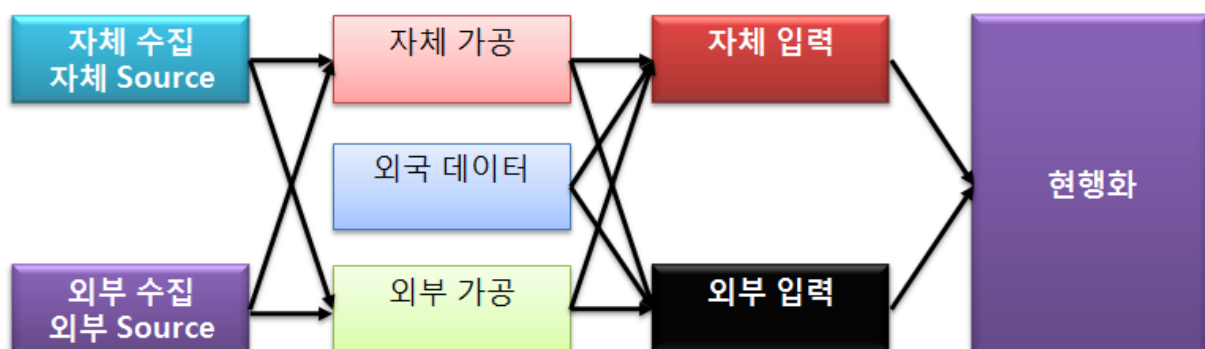 자체 수집
자체 Source
자체 가공
자체 입력
외국 데이터
현행화
외부 수집
외부 Source
외부 가공
외부 입력